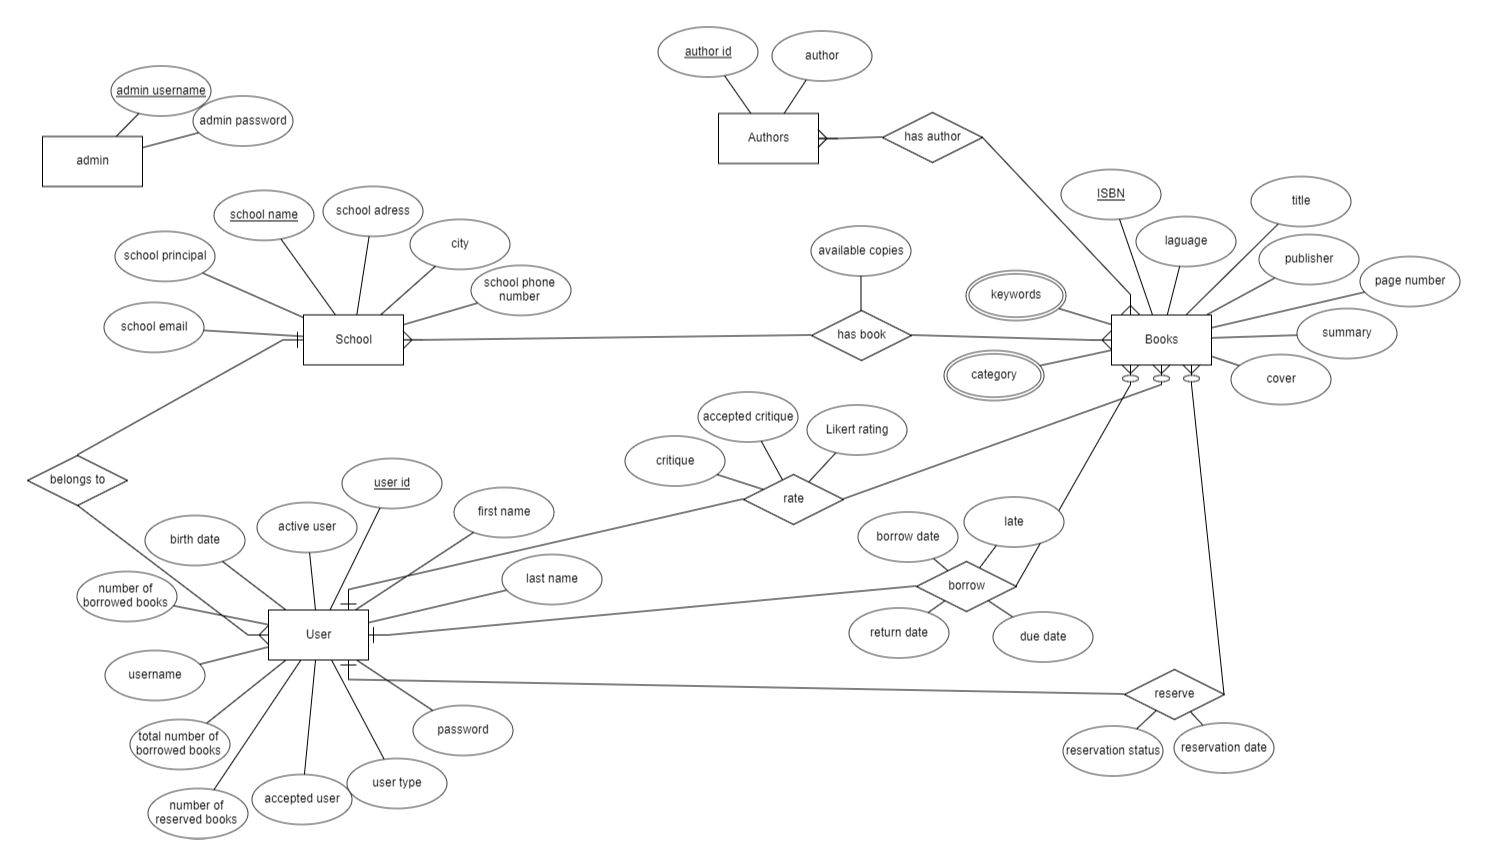 author id
author
admin username
admin password
Authors
has author
admin
ISBN
title
school name
school adress
laguage
city
available copies
school principal
publisher
page number
school phone
number
keywords
school email
summary
School
has book
Books
category
cover
accepted critique
Likert rating
critique
belongs to
user id
rate
first name
active user
late
birth date
borrow date
last name
borrow
number of
borrowed books
User
return date
due date
username
reserve
password
total number of
borrowed books
reservation status
reservation date
user type
accepted user
number of
reserved books